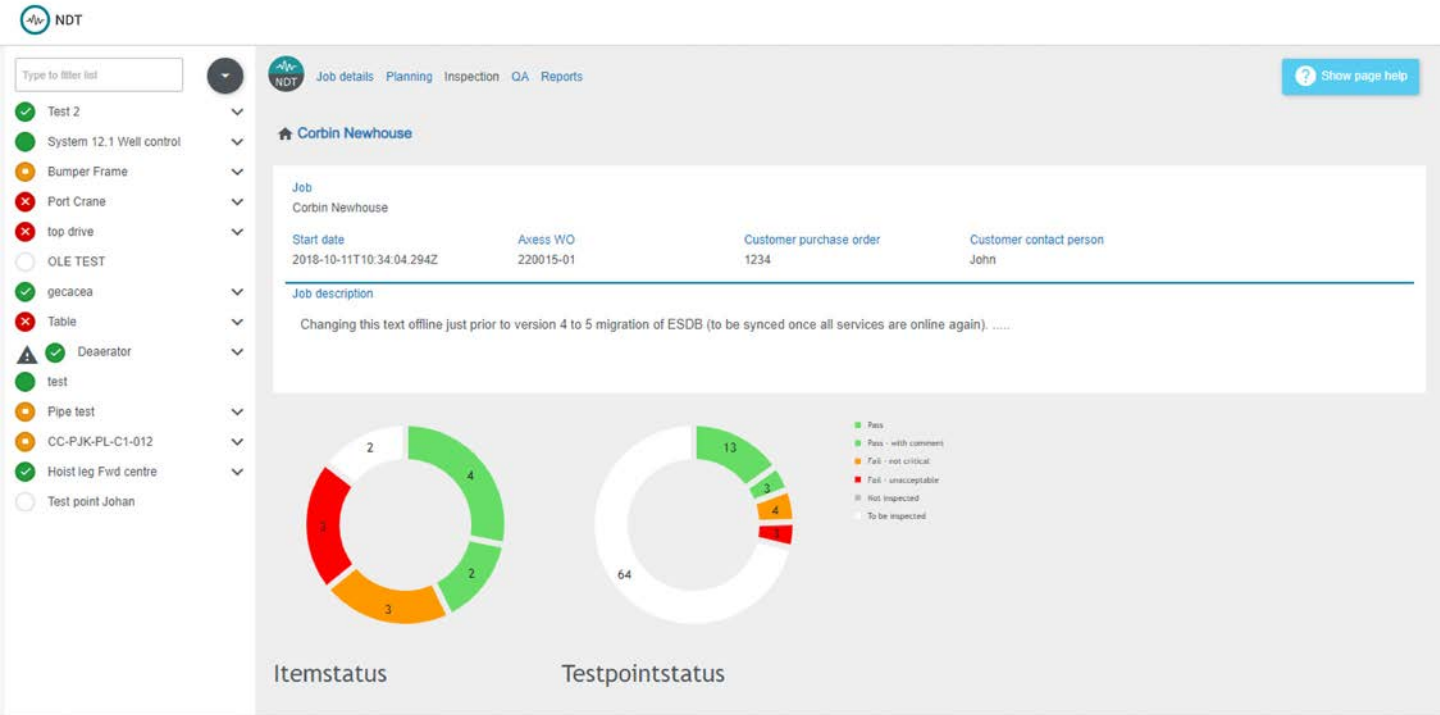 NDT
Type to filter list
Test 2
System 12.1 Well control
Bumper Frame
Port Crane
top drive
OLE TEST
gecacea
Table
Deaerator
test
Pipe test
CC-PJK-PL-C1-012
Hoist leg Fwd centre
Test point Johan
NDT
Job details Planning Inspection QA Reports
? Show page help
Corbin Newhouse
Job
Corbin Newhouse
Start date Axess WO Customer purchase order Customer contact person
2018-10-11T10:34:04.294Z 220015-01 1234 John
Job description
Changing this text offline just prior to version 4 to 5 migration of ESDB (to be synced once all services are online again). .....
2
4
3
2
3
13
3
4
3
64
Pass
Pass - with comment
Fail - not critical
Fail - unacceptable
Not inspected
To be inspected
Itemstatus Testpointstatus